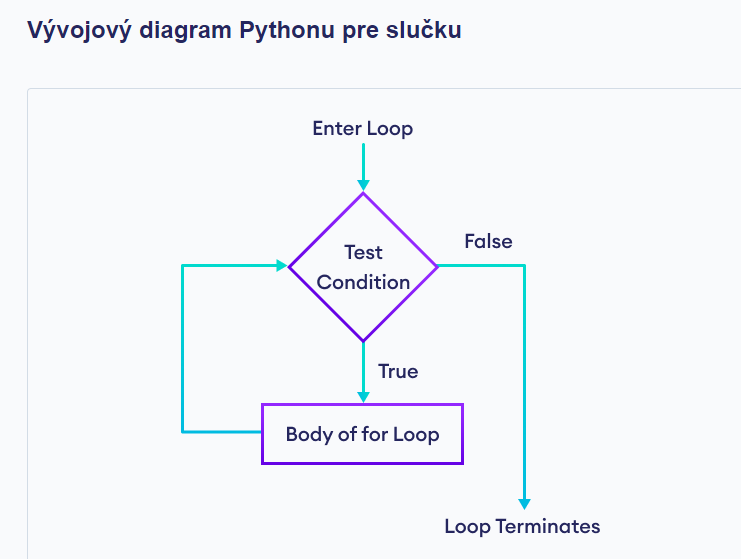 Vývojový diagram Pythonu pre slučku
Enter Loop
Test
Condition
False
True
Body of for Loop
Loop Terminates